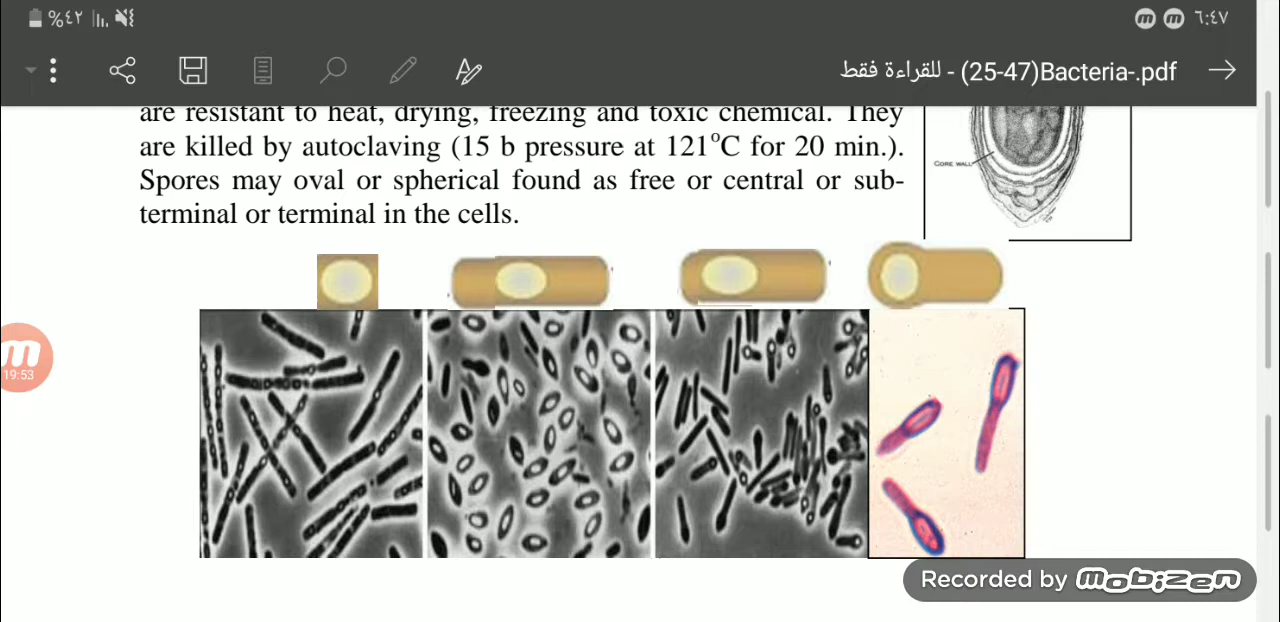 %٤٢
٦:٤٧
(25-47)Bacteria-.pdf - للقراءة فقط
are resistant to heat, drying, freezing and toxic chemical. They
are killed by autoclaving (15 b pressure at 121°C for 20 min.).
Spores may oval or spherical found as free or central or sub-
terminal or terminal in the cells.
CORE WALL
19:53
Recorded by Mobizen